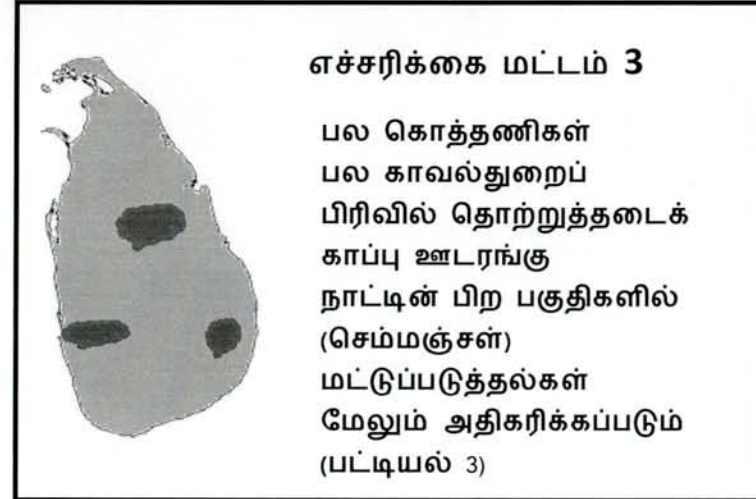 எச்சரிக்கை மட்டம் 3
பல கொத்தணிகள்
பல காவல்துறைப்
பிரிவில் தொற்றுத்தடைக்
காப்பு ஊடரங்கு
நாட்டின் பிற பகுதிகளில்
(செம்மஞ்சள்)
மட்டுப்படுத்தல்கள்
மேலும் அதிகரிக்கப்படும்
(பட்டியல் 3)